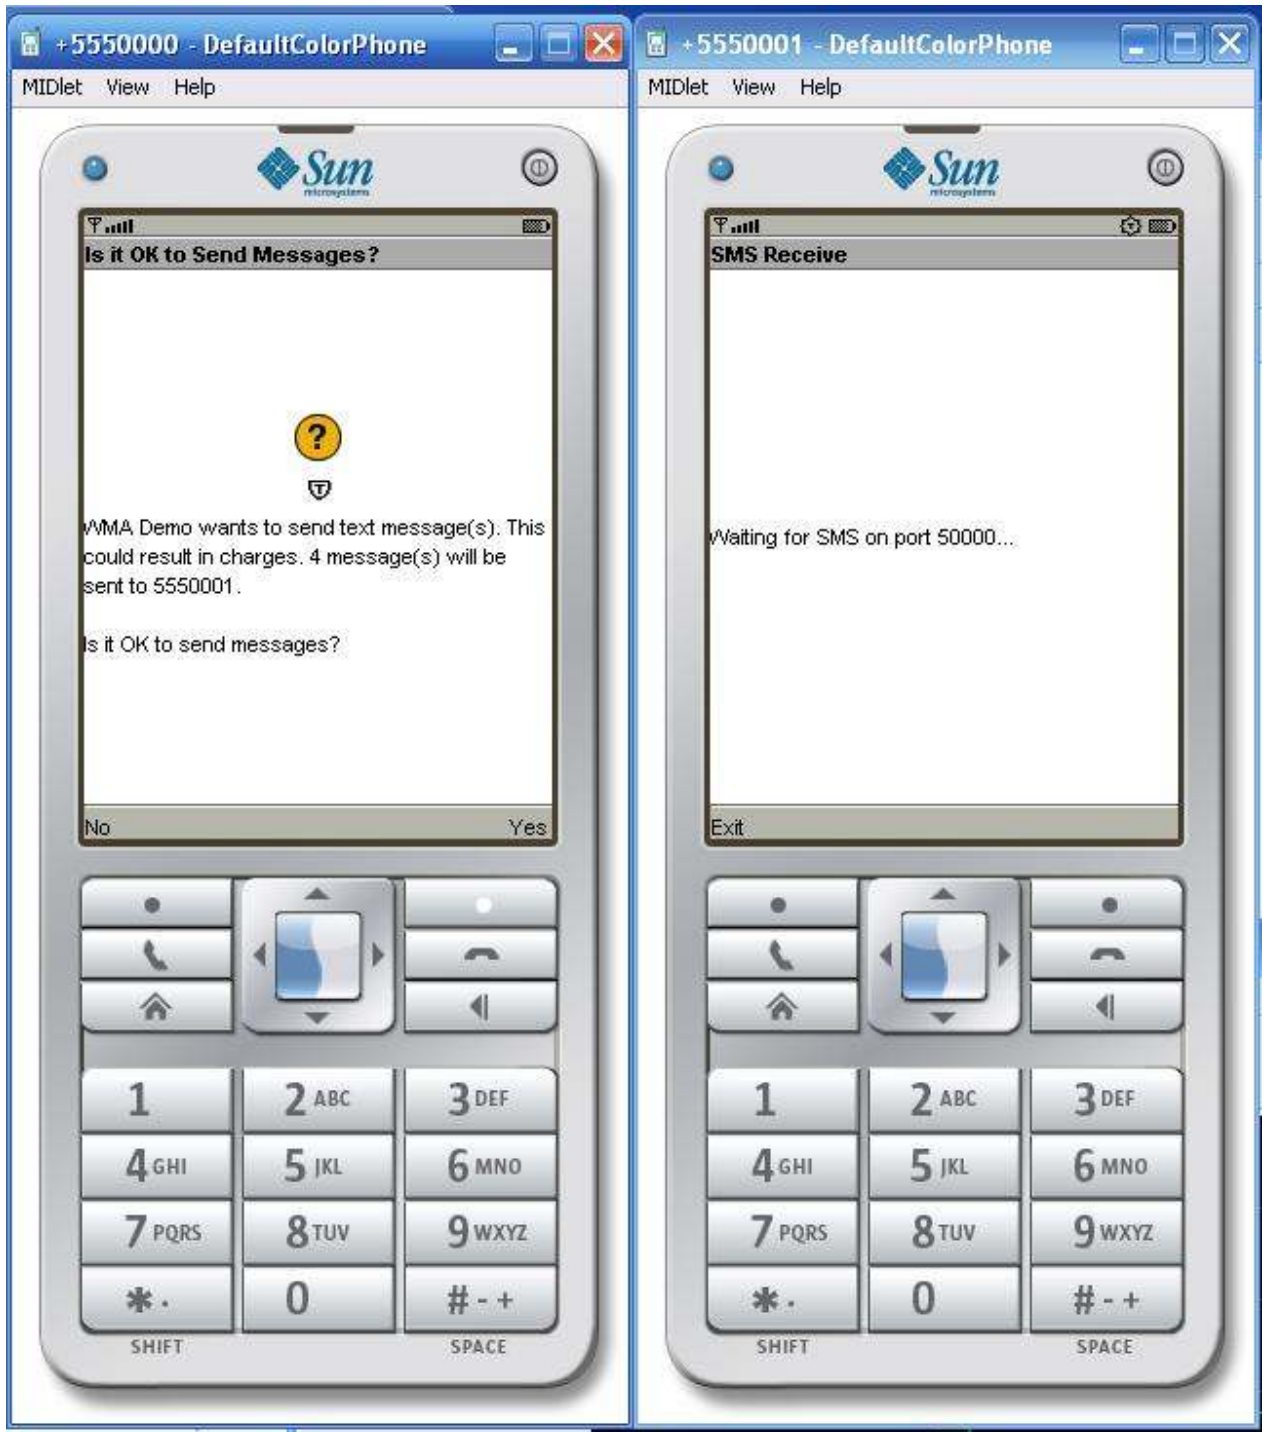 +5550000 - DefaultColorPhone
MIDlet View Help
Sun
microsystems
Is it OK to Send Messages?
?
T
WMA Demo wants to send text message(s). This
could result in charges. 4 message(s) will be
sent to 5550001.
Is it OK to send messages?
No Yes
1 2 ABC 3 DEF
4 GHI 5 JKL 6 MNO
7 PQRS 8 TUV 9 WXYZ
* . 0 # - +
SHIFT SPACE
+5550001 - DefaultColorPhone
MIDlet View Help
Sun
microsystems
SMS Receive
Waiting for SMS on port 50000...
Exit
1 2 ABC 3 DEF
4 GHI 5 JKL 6 MNO
7 PQRS 8 TUV 9 WXYZ
* . 0 # - +
SHIFT SPACE